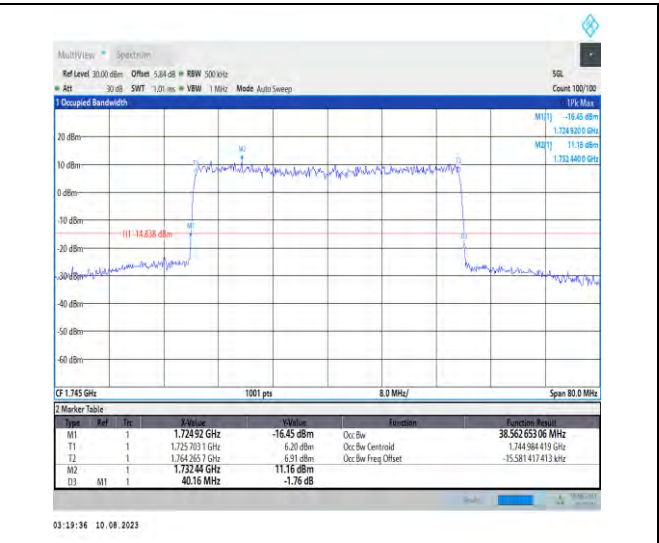 MultiView Spectrum
Ref Level 30.00 dBm Offset 5.84 dB RBW 500 kHz SGL
Att 30 dB SWT 1.01 ms VBW 1 MHz Mode Auto Sweep Count 100/100
1 Occupied Bandwidth 1Pk Max
M1[1] -16.45 dBm
1.724 920 0 GHz
M2[1] 11.18 dBm
1.732 440 0 GHz
20 dBm
M2
T1
10 dBm
0 dBm
-10 dBm
M1
H1 -14.838 dBm
D3
-20 dBm
-30 dBm
-40 dBm
-50 dBm
-60 dBm
CF 1.745 GHz 1001 pts 8.0 MHz/ Span 80.0 MHz
2 Marker Table
Type Ref Trc X-Value Y-Value Function Function Result
M1 1 1.724 92 GHz -16.45 dBm Occ Bw 38.562 653 06 MHz
T1 1 1.725 703 1 GHz 6.20 dBm Occ Bw Centroid 1.744 984 419 GHz
T2 1 1.764 265 7 GHz 6.91 dBm Occ Bw Freq Offset -15.581 417 413 kHz
M2 1 1.732 44 GHz 11.16 dBm
D3 M1 1 40.16 MHz -1.76 dB
03:19:36 10.08.2023